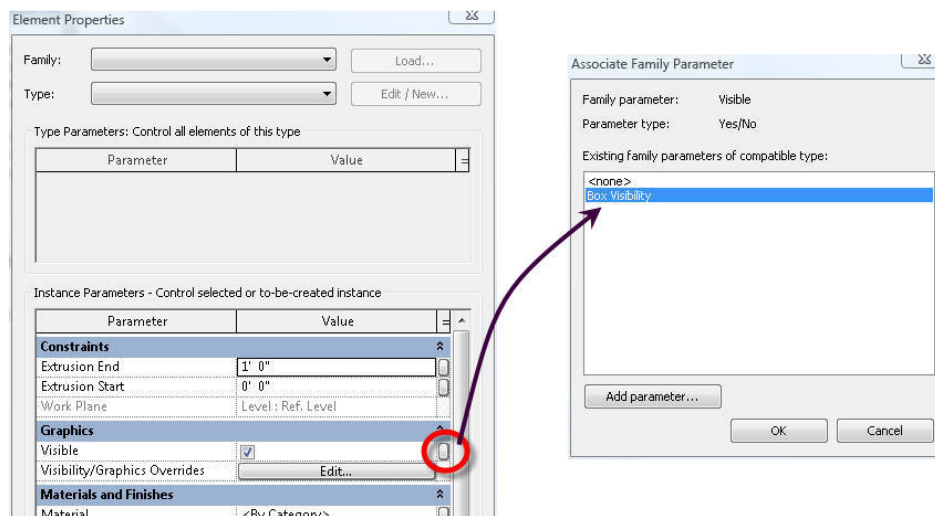 Element Properties
Family:
Load...
Type:
Edit / New...
Type Parameters: Control all elements of this type
Parameter Value =
Instance Parameters - Control selected or to-be-created instance
Parameter Value =
Constraints
Extrusion End 1' 0"
Extrusion Start 0' 0"
Work Plane Level : Ref. Level
Graphics
Visible
Visibility/Graphics Overrides Edit...
Materials and Finishes
Material <By Category>
Associate Family Parameter
Family parameter: Visible
Parameter type: Yes/No
Existing family parameters of compatible type:
<none>
Box Visibility
Add parameter...
OK Cancel